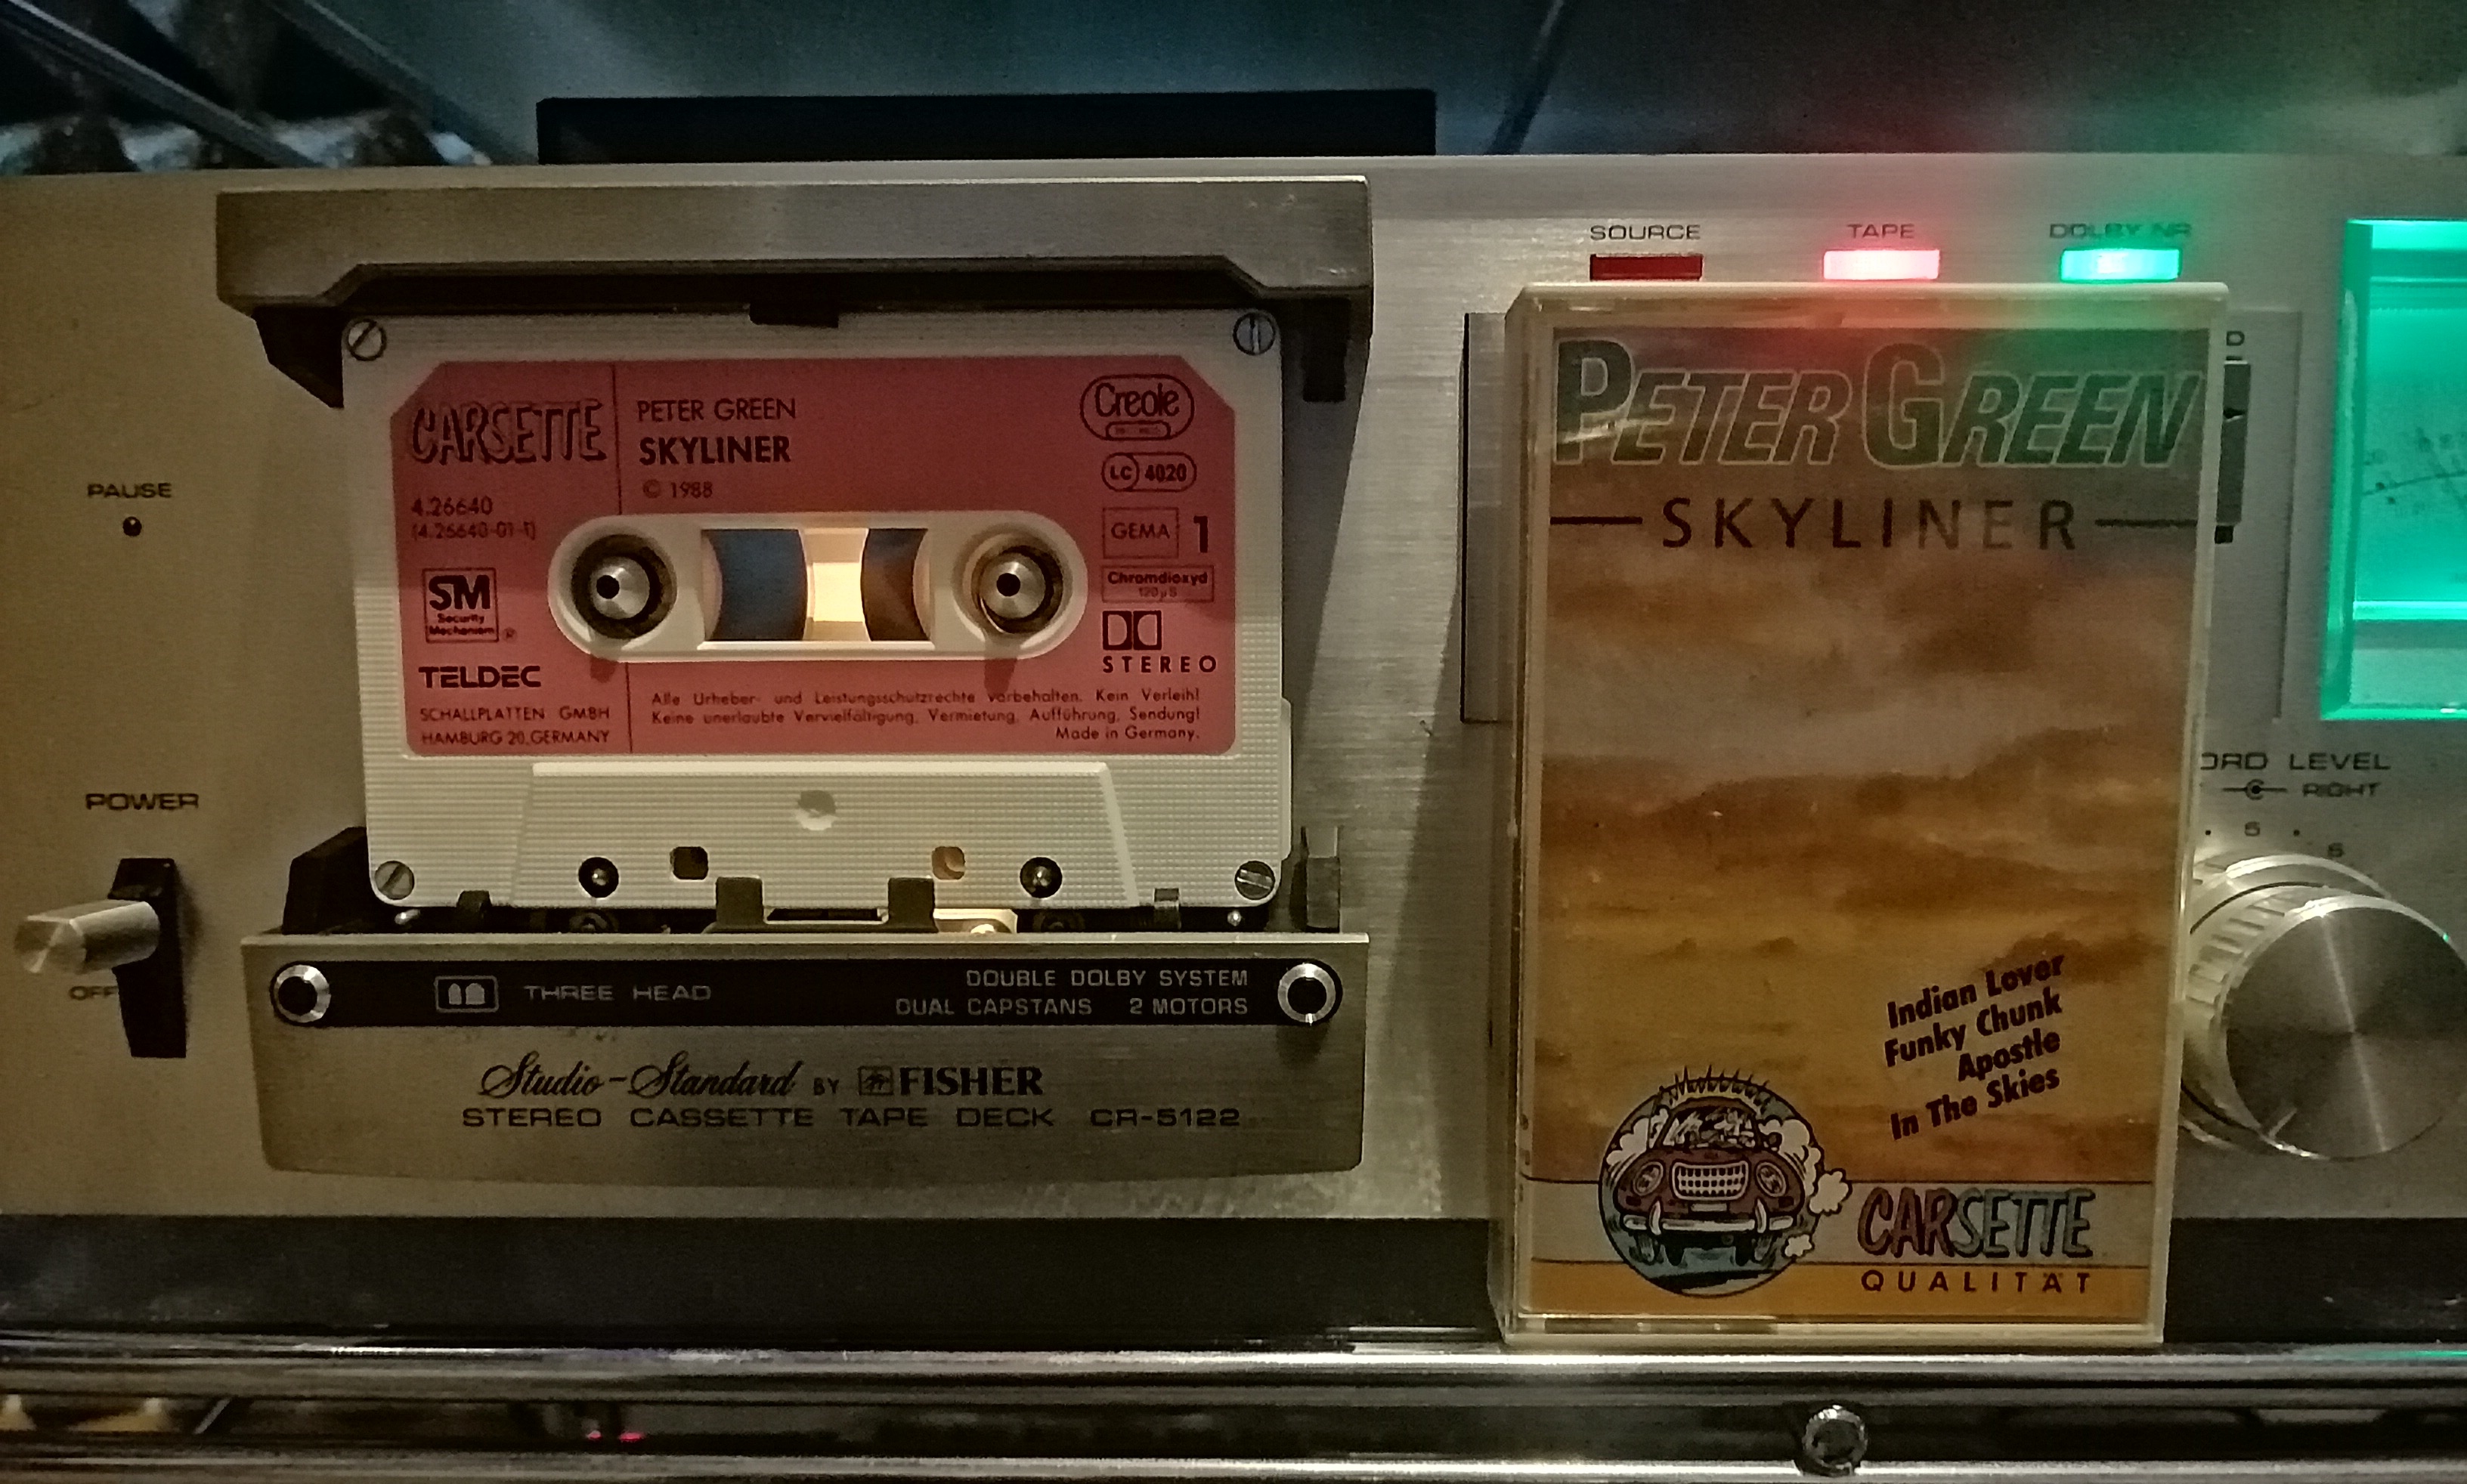 PAUSE
POWER
OFF
CARSETTE
4.26640
(4.26640-01-1)
SM
Security
Mechanism
®
TELDEC
SCHALLPLATTEN GMBH
HAMBURG 20, GERMANY
PETER GREEN
SKYLINER
© 1988
Creole
LC 4020
GEMA 1
Chromdioxyd
120µS
STEREO
Alle Urheber- und Leistungsschutzrechte vorbehalten. Kein Verleih!
Keine unerlaubte Vervielfältigung, Vermietung, Aufführung, Sendung!
Made in Germany.
THREE HEAD
DOUBLE DOLBY SYSTEM
DUAL CAPSTANS 2 MOTORS
Studio-Standard BY FISHER
STEREO CASSETTE TAPE DECK CR-5122
SOURCE
TAPE
DOLBY NR
PETER GREEN
SKYLINER
Indian Lover
Funky Chunk
Apostle
In The Skies
CARSETTE
QUALITÄT
D
ORD LEVEL
RIGHT
6
6